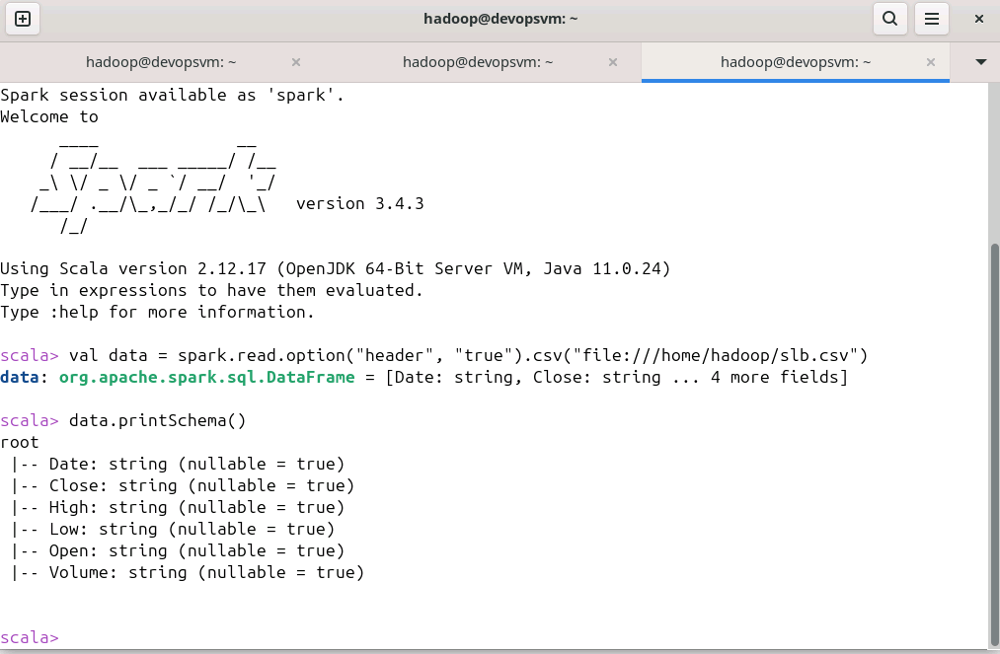 hadoop@devopsvm: ~
hadoop@devopsvm: ~
hadoop@devopsvm: ~
hadoop@devopsvm: ~
Spark session available as 'spark'.
Welcome to
      ____              __
     / __/__  ___ _____/ /__
    _\ \/ _ \/ _ `/ __/  '_/
   /___/ .__/\_,_/_/ /_/\_\   version 3.4.3
      /_/
Using Scala version 2.12.17 (OpenJDK 64-Bit Server VM, Java 11.0.24)
Type in expressions to have them evaluated.
Type :help for more information.
scala> val data = spark.read.option("header", "true").csv("file:///home/hadoop/slb.csv")
data: org.apache.spark.sql.DataFrame = [Date: string, Close: string ... 4 more fields]
scala> data.printSchema()
root
 |-- Date: string (nullable = true)
 |-- Close: string (nullable = true)
 |-- High: string (nullable = true)
 |-- Low: string (nullable = true)
 |-- Open: string (nullable = true)
 |-- Volume: string (nullable = true)
scala>